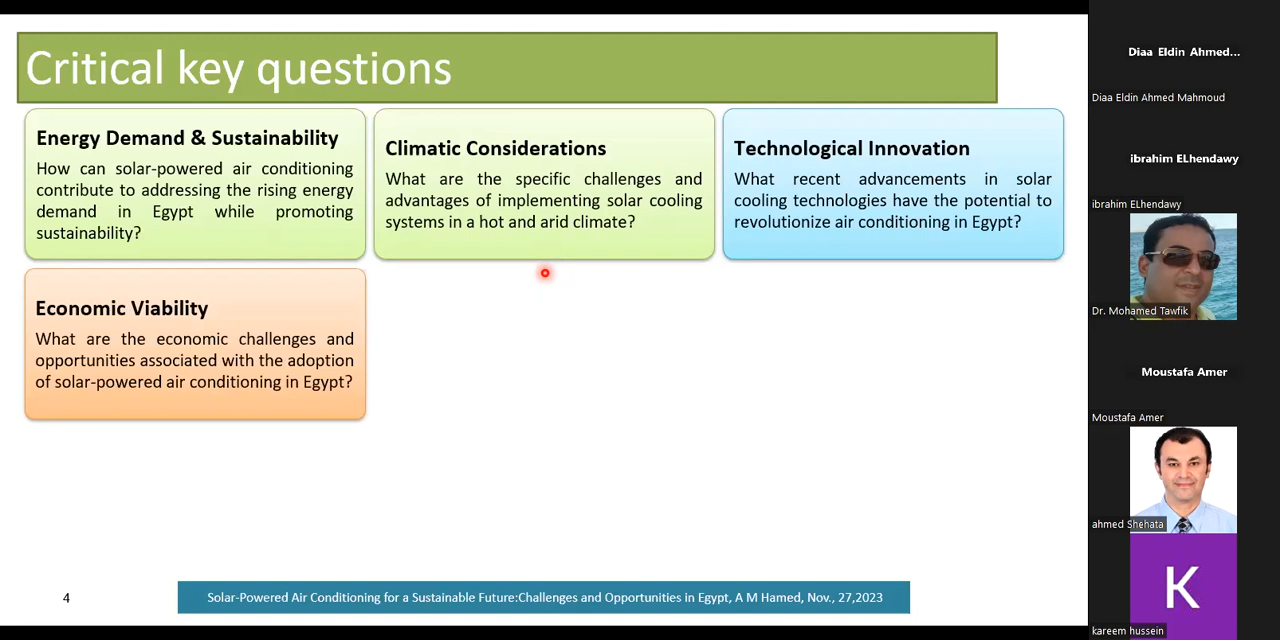 Critical key questions
Energy Demand & Sustainability
How can solar-powered air conditioning
contribute to addressing the rising energy
demand in Egypt while promoting
sustainability?
Climatic Considerations
What are the specific challenges and
advantages of implementing solar cooling
systems in a hot and arid climate?
Technological Innovation
What recent advancements in solar
cooling technologies have the potential to
revolutionize air conditioning in Egypt?
Economic Viability
What are the economic challenges and
opportunities associated with the adoption
of solar-powered air conditioning in Egypt?
4
Solar-Powered Air Conditioning for a Sustainable Future:Challenges and Opportunities in Egypt, A M Hamed, Nov., 27,2023
Diaa Eldin Ahmed...
Diaa Eldin Ahmed Mahmoud
ibrahim ELhendawy
ibrahim ELhendawy
Dr. Mohamed Tawfik
Moustafa Amer
Moustafa Amer
ahmed Shehata
K
kareem hussein